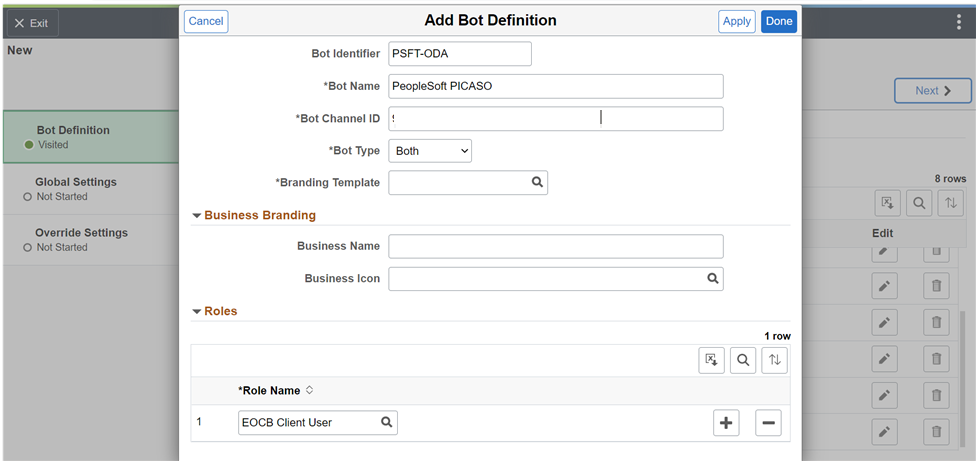 Exit
Cancel
Add Bot Definition
Apply
Done
New
Bot Identifier PSFT-ODA
*Bot Name PeopleSoft PICASO
Next
*Bot Channel ID
Bot Definition
Visited
*Bot Type Both
*Branding Template
8 rows
Global Settings
Not Started
Business Branding
Override Settings
Not Started
Edit
Business Name
Business Icon
Roles
1 row
*Role Name
1 EOCB Client User